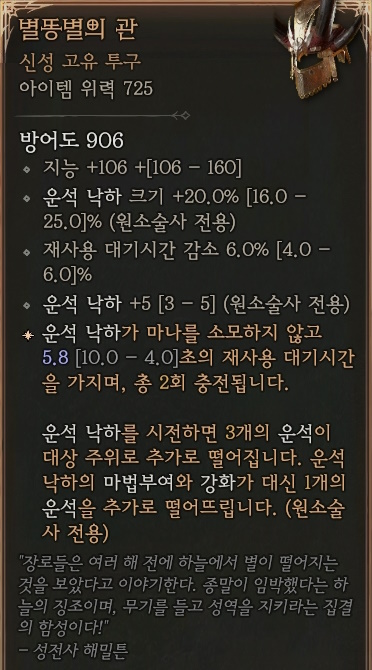 별똥별의 관
신성 고유 투구
아이템 위력 725
방어도 906
지능 +106 +[106 - 160]
운석 낙하 크기 +20.0% [16.0 -
25.0]% (원소술사 전용)
재사용 대기시간 감소 6.0% [4.0 -
6.0]%
운석 낙하 +5 [3 - 5] (원소술사 전용)
운석 낙하가 마나를 소모하지 않고
5.8 [10.0 - 4.0]초의 재사용 대기시간
을 가지며, 총 2회 충전됩니다.
운석 낙하를 시전하면 3개의 운석이
대상 주위로 추가로 떨어집니다. 운석
낙하의 마법부여와 강화가 대신 1개의
운석을 추가로 떨어뜨립니다. (원소술
사 전용)
"장로들은 여러 해 전에 하늘에서 별이 떨어지는
것을 보았다고 이야기한다. 종말이 임박했다는 하
늘의 징조이며, 무기를 들고 성역을 지키라는 집결
의 함성이다!"
- 성전사 해밀튼